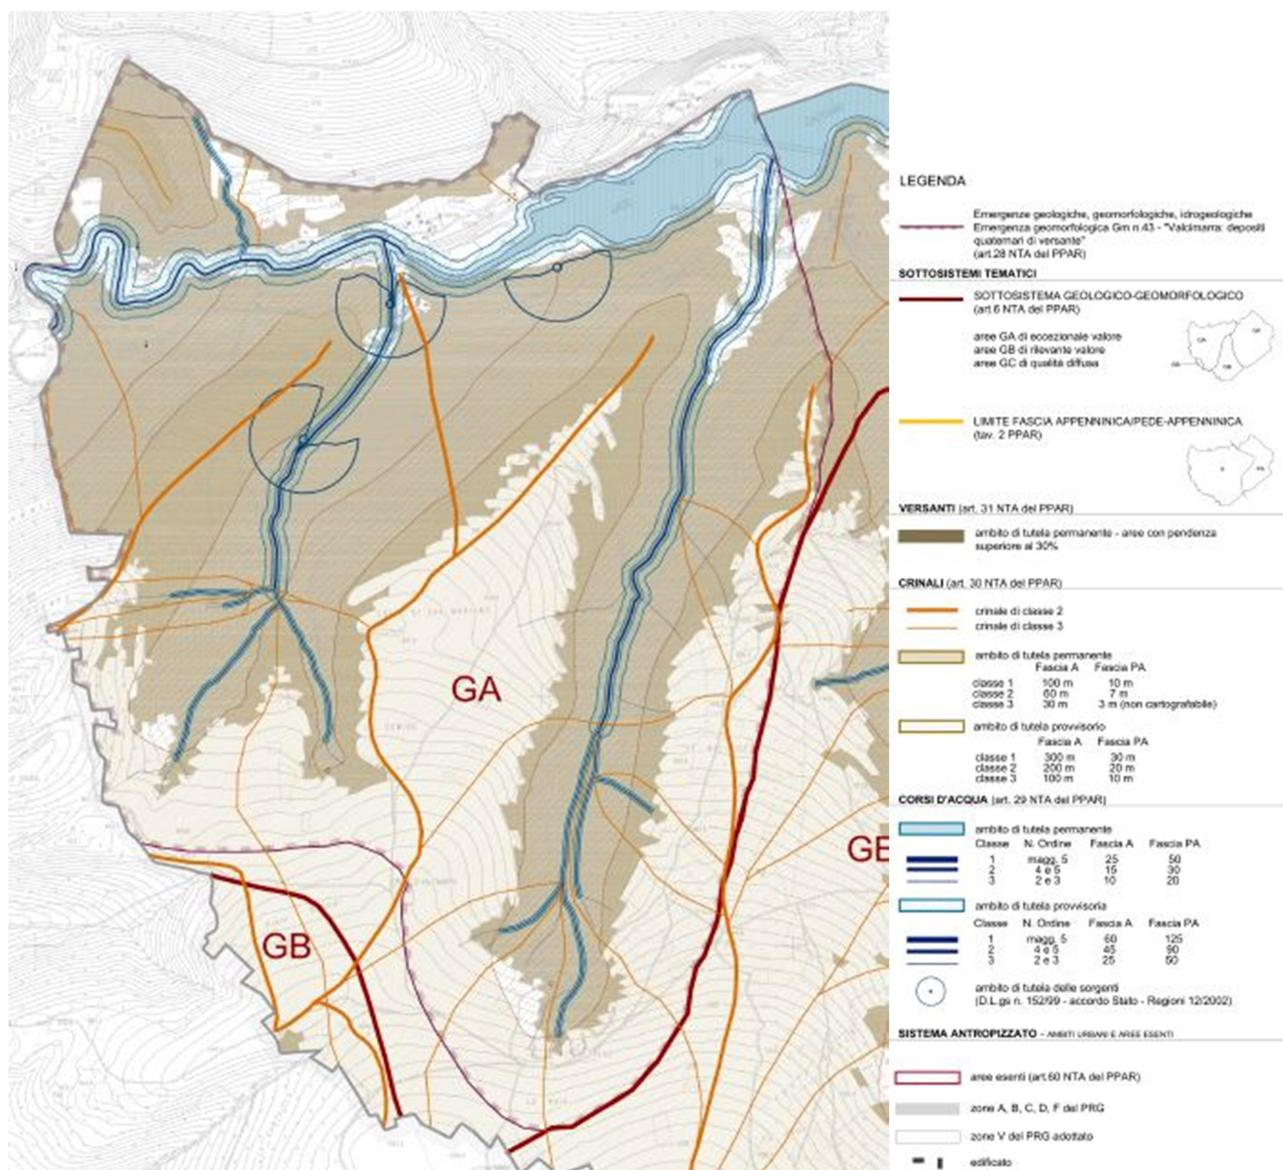 GA
GB
GB
LEGENDA
Emergenze geologiche, geomorfologiche, idrogeologiche
Emergenza geomorfologica Gm n.43 - "Valcimarra: depositi
quaternari di versante"
(art.28 NTA del PPAR)
SOTTOSISTEMI TEMATICI
SOTTOSISTEMA GEOLOGICO-GEOMORFOLOGICO
(art.6 NTA del PPAR)
aree GA di eccezionale valore
aree GB di rilevante valore
aree GC di qualità diffusa
LIMITE FASCIA APPENNINICA/PEDE-APPENNINICA
(tav. 2 PPAR)
VERSANTI (art. 31 NTA del PPAR)
ambito di tutela permanente - aree con pendenza
superiore al 30%
CRINALI (art. 30 NTA del PPAR)
crinale di classe 2
crinale di classe 3
ambito di tutela permanente
Fascia A Fascia PA
classe 1 100 m 10 m
classe 2 60 m 7 m
classe 3 30 m 3 m (non cartografabile)
ambito di tutela provvisorio
Fascia A Fascia PA
classe 1 300 m 30 m
classe 2 200 m 20 m
classe 3 100 m 10 m
CORSI D'ACQUA (art. 29 NTA del PPAR)
ambito di tutela permanente
Classe N. Ordine Fascia A Fascia PA
1 magg. 5 25 50
2 4 e 5 15 30
3 2 e 3 10 20
ambito di tutela provvisoria
Classe N. Ordine Fascia A Fascia PA
1 magg. 5 60 125
2 4 e 5 45 90
3 2 e 3 25 50
ambito di tutela delle sorgenti
(D.L.gs n. 152/99 - accordo Stato - Regioni 12/2002)
SISTEMA ANTROPIZZATO - AMBITI URBANI E AREE ESENTI
aree esenti (art.60 NTA del PPAR)
zone A, B, C, D, F del PRG
zone V del PRG adottato
edificato